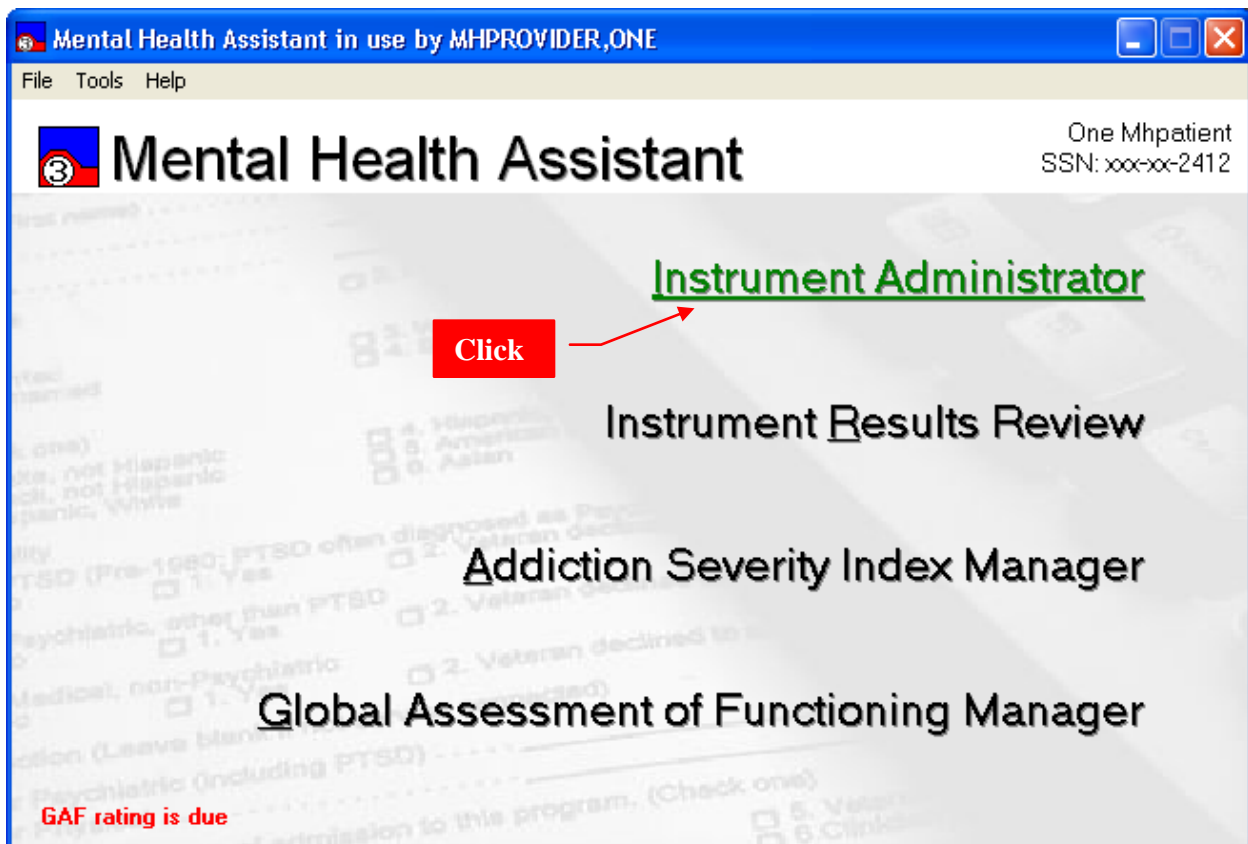 Mental Health Assistant in use by MHPROVIDER,ONE
File Tools Help
3 Mental Health Assistant
One Mhpatient
SSN: xxx-xx-2412
Instrument Administrator
Click
Instrument Results Review
Addiction Severity Index Manager
Global Assessment of Functioning Manager
GAF rating is due